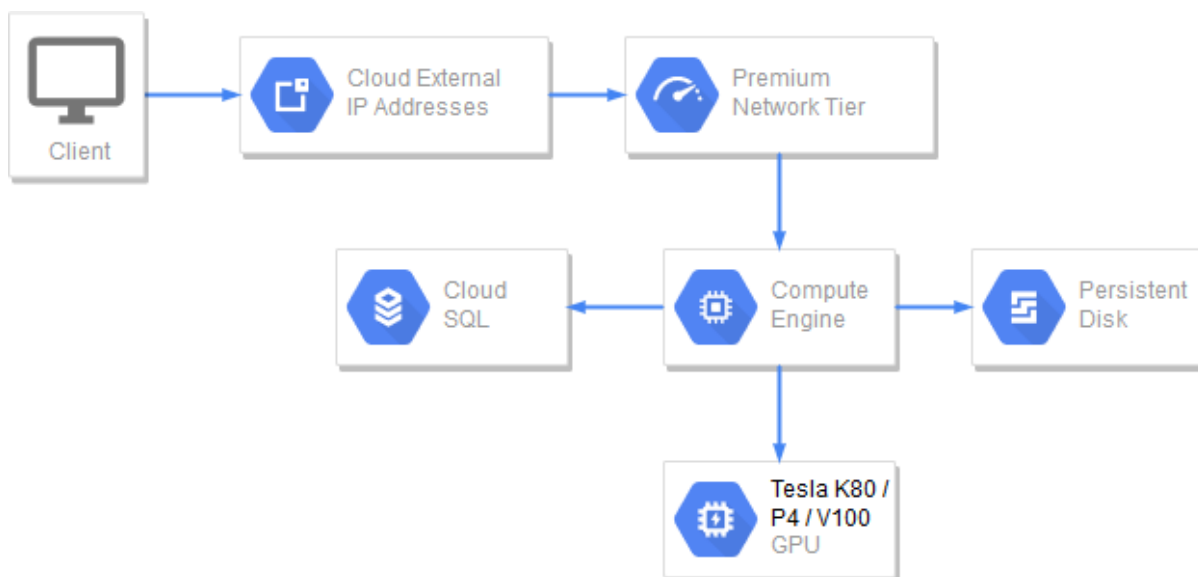 Client
Cloud External
IP Addresses
Premium
Network Tier
Cloud
SQL
Compute
Engine
Persistent
Disk
Tesla K80 /
P4 / V100
GPU